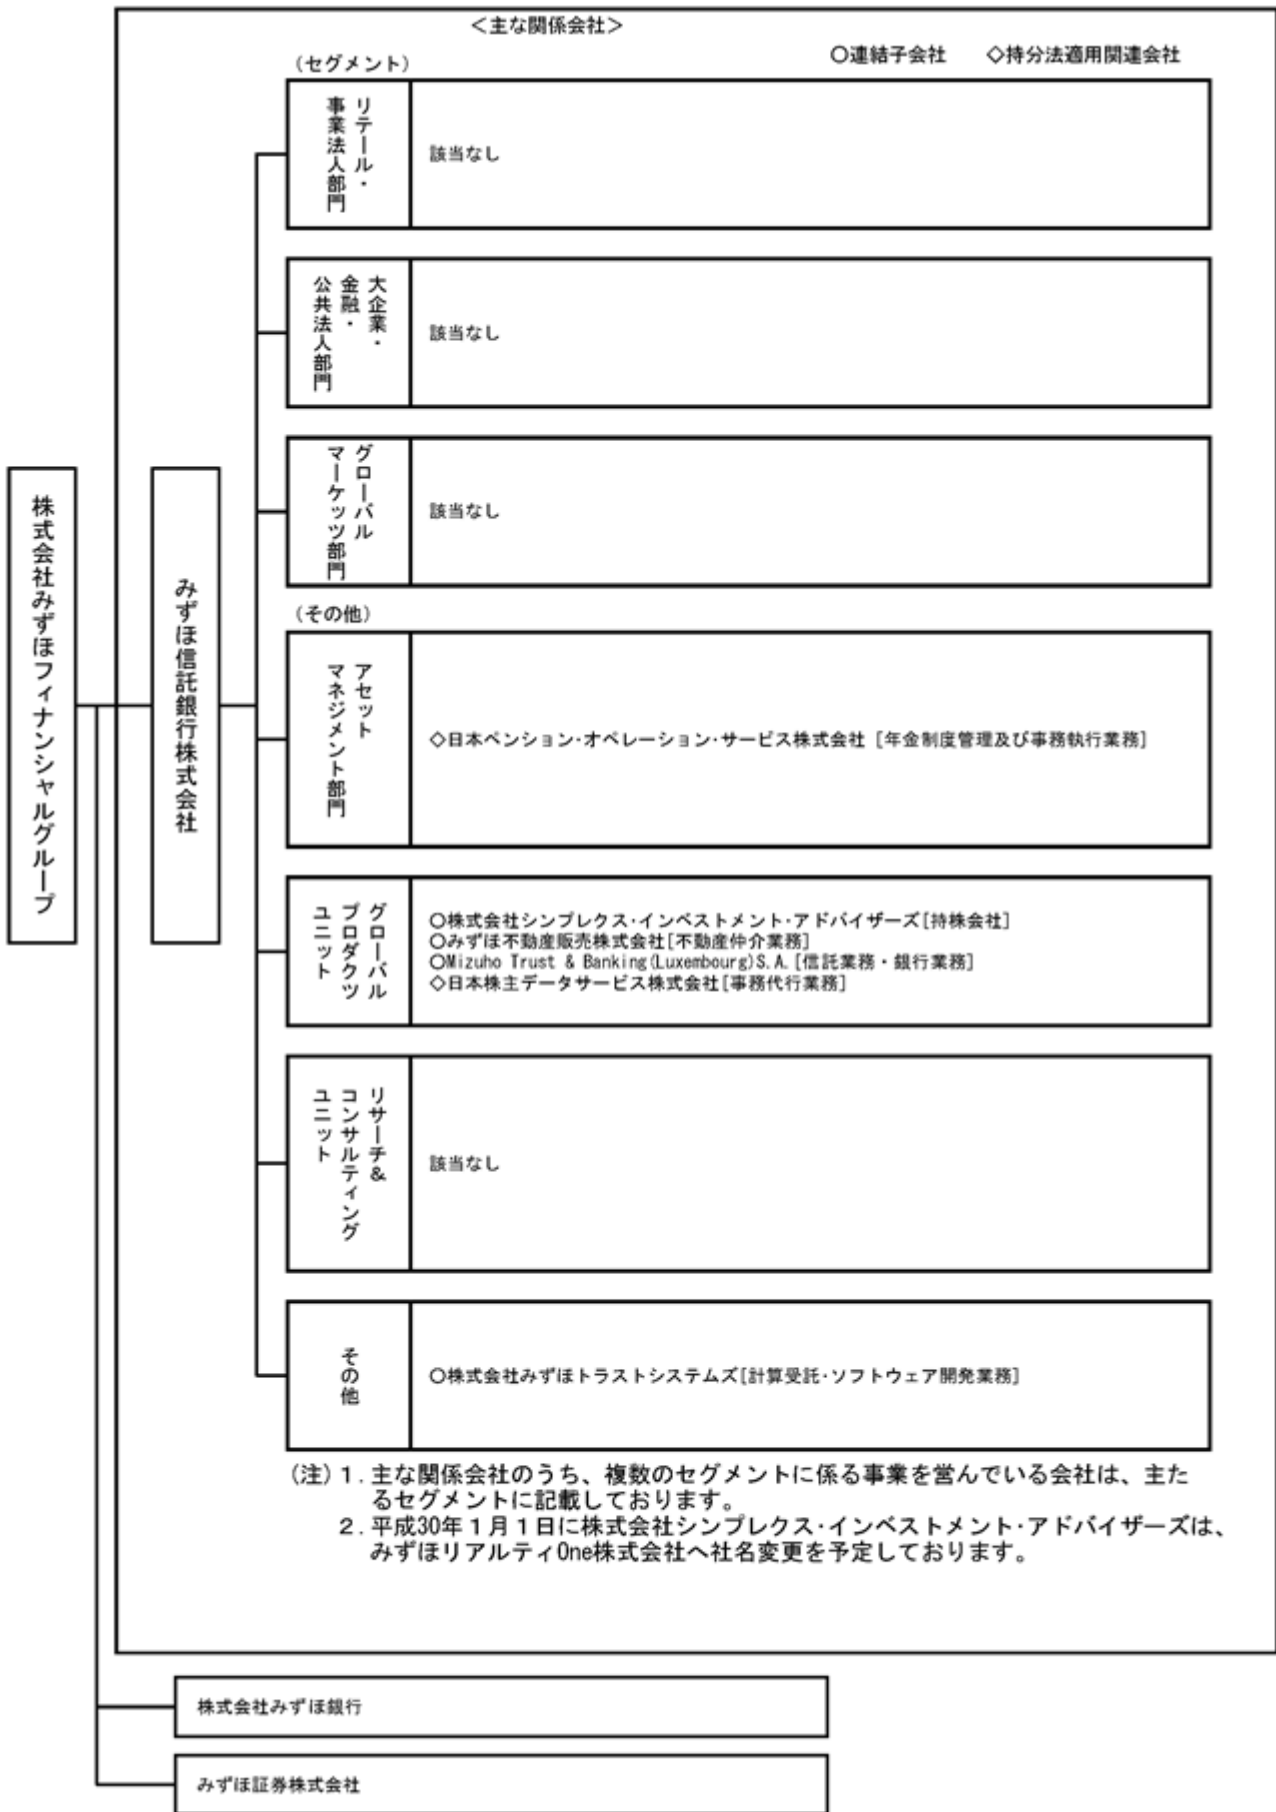 ＜主な関係会社＞
○連結子会社　◇持分法適用関連会社
（セグメント）
リテール・
事業法人部門
該当なし
大企業・
金融・
公共法人部門
該当なし
グローバル
マーケッツ部門
該当なし
株式会社みずほフィナンシャルグループ
みずほ信託銀行株式会社
（その他）
アセット
マネジメント部門
◇日本ペンション・オペレーション・サービス株式会社 [年金制度管理及び事務執行業務]
グローバル
プロダクツ
ユニット
○株式会社シンプレクス・インベストメント・アドバイザーズ[持株会社]
○みずほ不動産販売株式会社[不動産仲介業務]
○Mizuho Trust & Banking(Luxembourg)S.A.[信託業務・銀行業務]
◇日本株主データサービス株式会社[事務代行業務]
リサーチ&
コンサルティング
ユニット
該当なし
その他
○株式会社みずほトラストシステムズ[計算受託・ソフトウェア開発業務]
(注)１．主な関係会社のうち、複数のセグメントに係る事業を営んでいる会社は、主た
るセグメントに記載しております。
２．平成30年１月１日に株式会社シンプレクス・インベストメント・アドバイザーズは、
みずほリアルティOne株式会社へ社名変更を予定しております。
株式会社みずほ銀行
みずほ証券株式会社